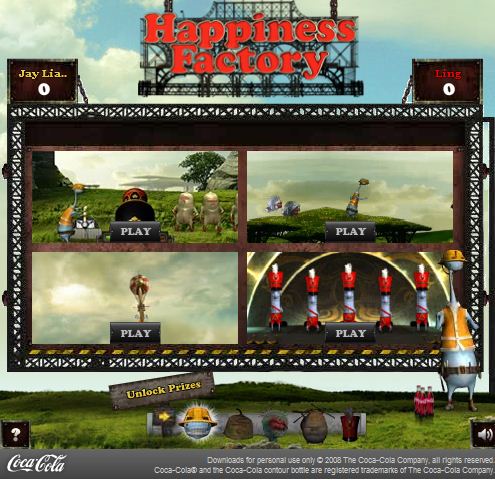 Happiness
Factory
Jay Lia..
0
Ling
0
PLAY
PLAY
PLAY
PLAY
Unlock Prizes
?
Coca-Cola
Downloads for personal use only © 2008 The Coca-Cola Company, all rights reserved.
Coca-Cola® and the Coca-Cola contour bottle are registered trademarks of The Coca-Cola Company.